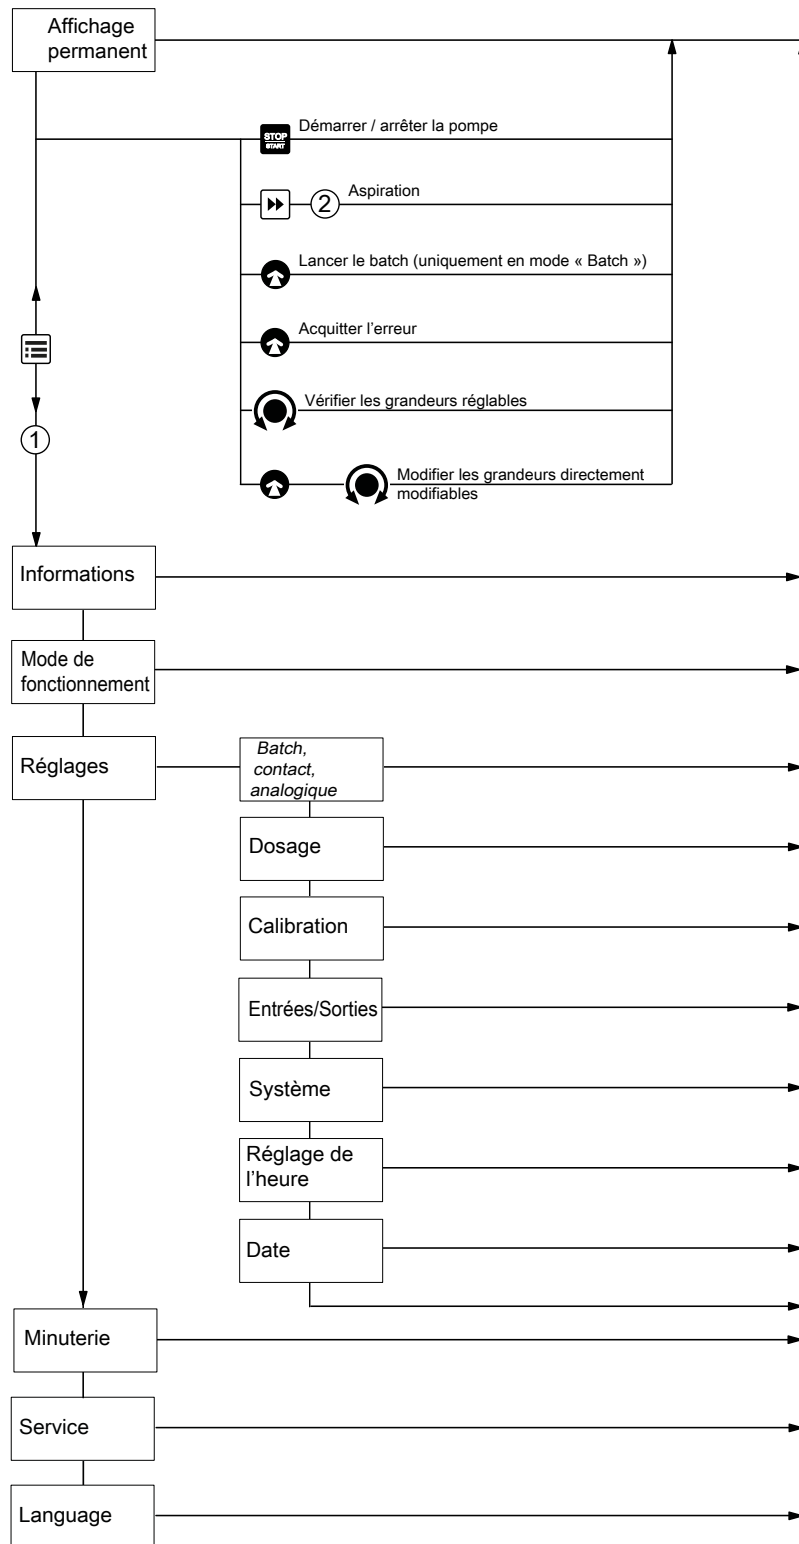 Affichage
permanent
STOP
START
Démarrer / arrêter la pompe
2
Aspiration
Lancer le batch (uniquement en mode « Batch »)
Acquitter l'erreur
1
Vérifier les grandeurs réglables
Modifier les grandeurs directement
modifiables
Informations
Mode de
fonctionnement
Réglages
Batch,
contact,
analogique
Dosage
Calibration
Entrées/Sorties
Système
Réglage de
l'heure
Date
Minuterie
Service
Language